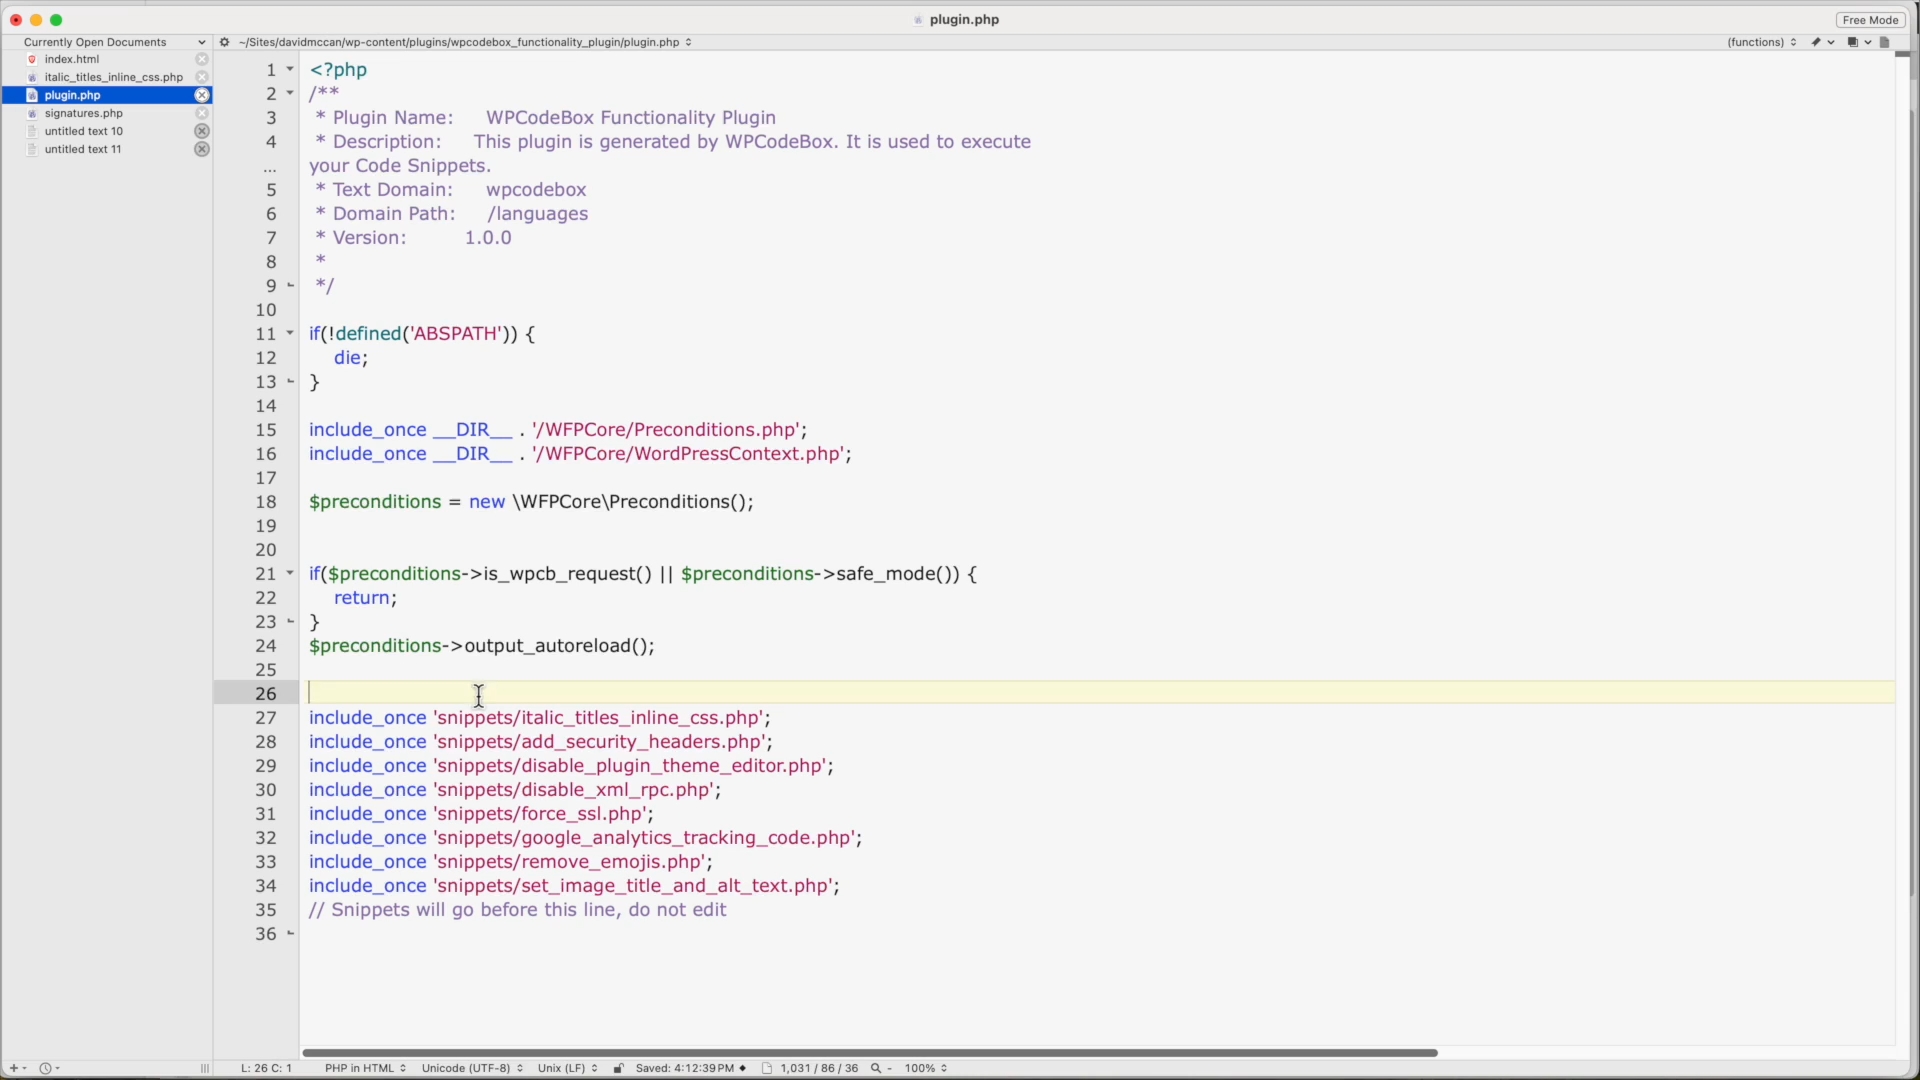 plugin.php
Free Mode
Currently Open Documents
~/Sites/davidmccan/wp-content/plugins/wpcodebox_functionality_plugin/plugin.php
(functions)
index.html
italic_titles_inline_css.php
plugin.php
signatures.php
untitled text 10
untitled text 11
1 <?php
2 /**
3 * Plugin Name: WPCodeBox Functionality Plugin
4 * Description: This plugin is generated by WPCodeBox. It is used to execute
... your Code Snippets.
5 * Text Domain: wpcodebox
6 * Domain Path: /languages
7 * Version: 1.0.0
8 *
9 */
10
11 if(!defined('ABSPATH')) {
12 die;
13 }
14
15 include_once __DIR__ . '/WFPCore/Preconditions.php';
16 include_once __DIR__ . '/WFPCore/WordPressContext.php';
17
18 $preconditions = new \WFPCore\Preconditions();
19
20
21 if($preconditions->is_wpcb_request() || $preconditions->safe_mode()) {
22 return;
23 }
24 $preconditions->output_autoreload();
25
26
27 include_once 'snippets/italic_titles_inline_css.php';
28 include_once 'snippets/add_security_headers.php';
29 include_once 'snippets/disable_plugin_theme_editor.php';
30 include_once 'snippets/disable_xml_rpc.php';
31 include_once 'snippets/force_ssl.php';
32 include_once 'snippets/google_analytics_tracking_code.php';
33 include_once 'snippets/remove_emojis.php';
34 include_once 'snippets/set_image_title_and_alt_text.php';
35 // Snippets will go before this line, do not edit
36
L: 26 C: 1 PHP in HTML Unicode (UTF-8) Unix (LF) Saved: 4:12:39 PM 1,031 / 86 / 36 100%